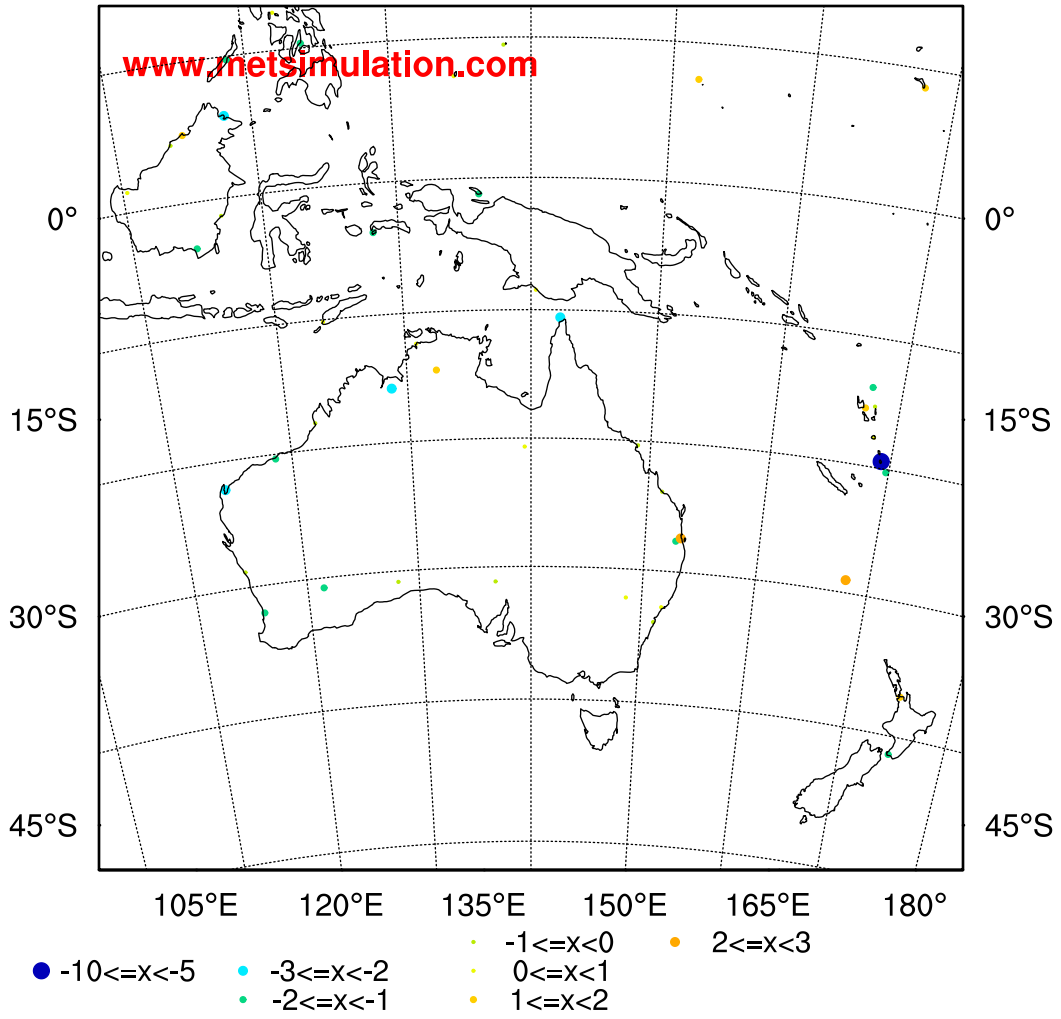 www.metsimulation.com
0° 0°
15°S 15°S
30°S 30°S
45°S 45°S
105°E 120°E 135°E 150°E 165°E 180°
-1<=x<0 2<=x<3
-10<=x<-5 -3<=x<-2 0<=x<1
-2<=x<-1 1<=x<2